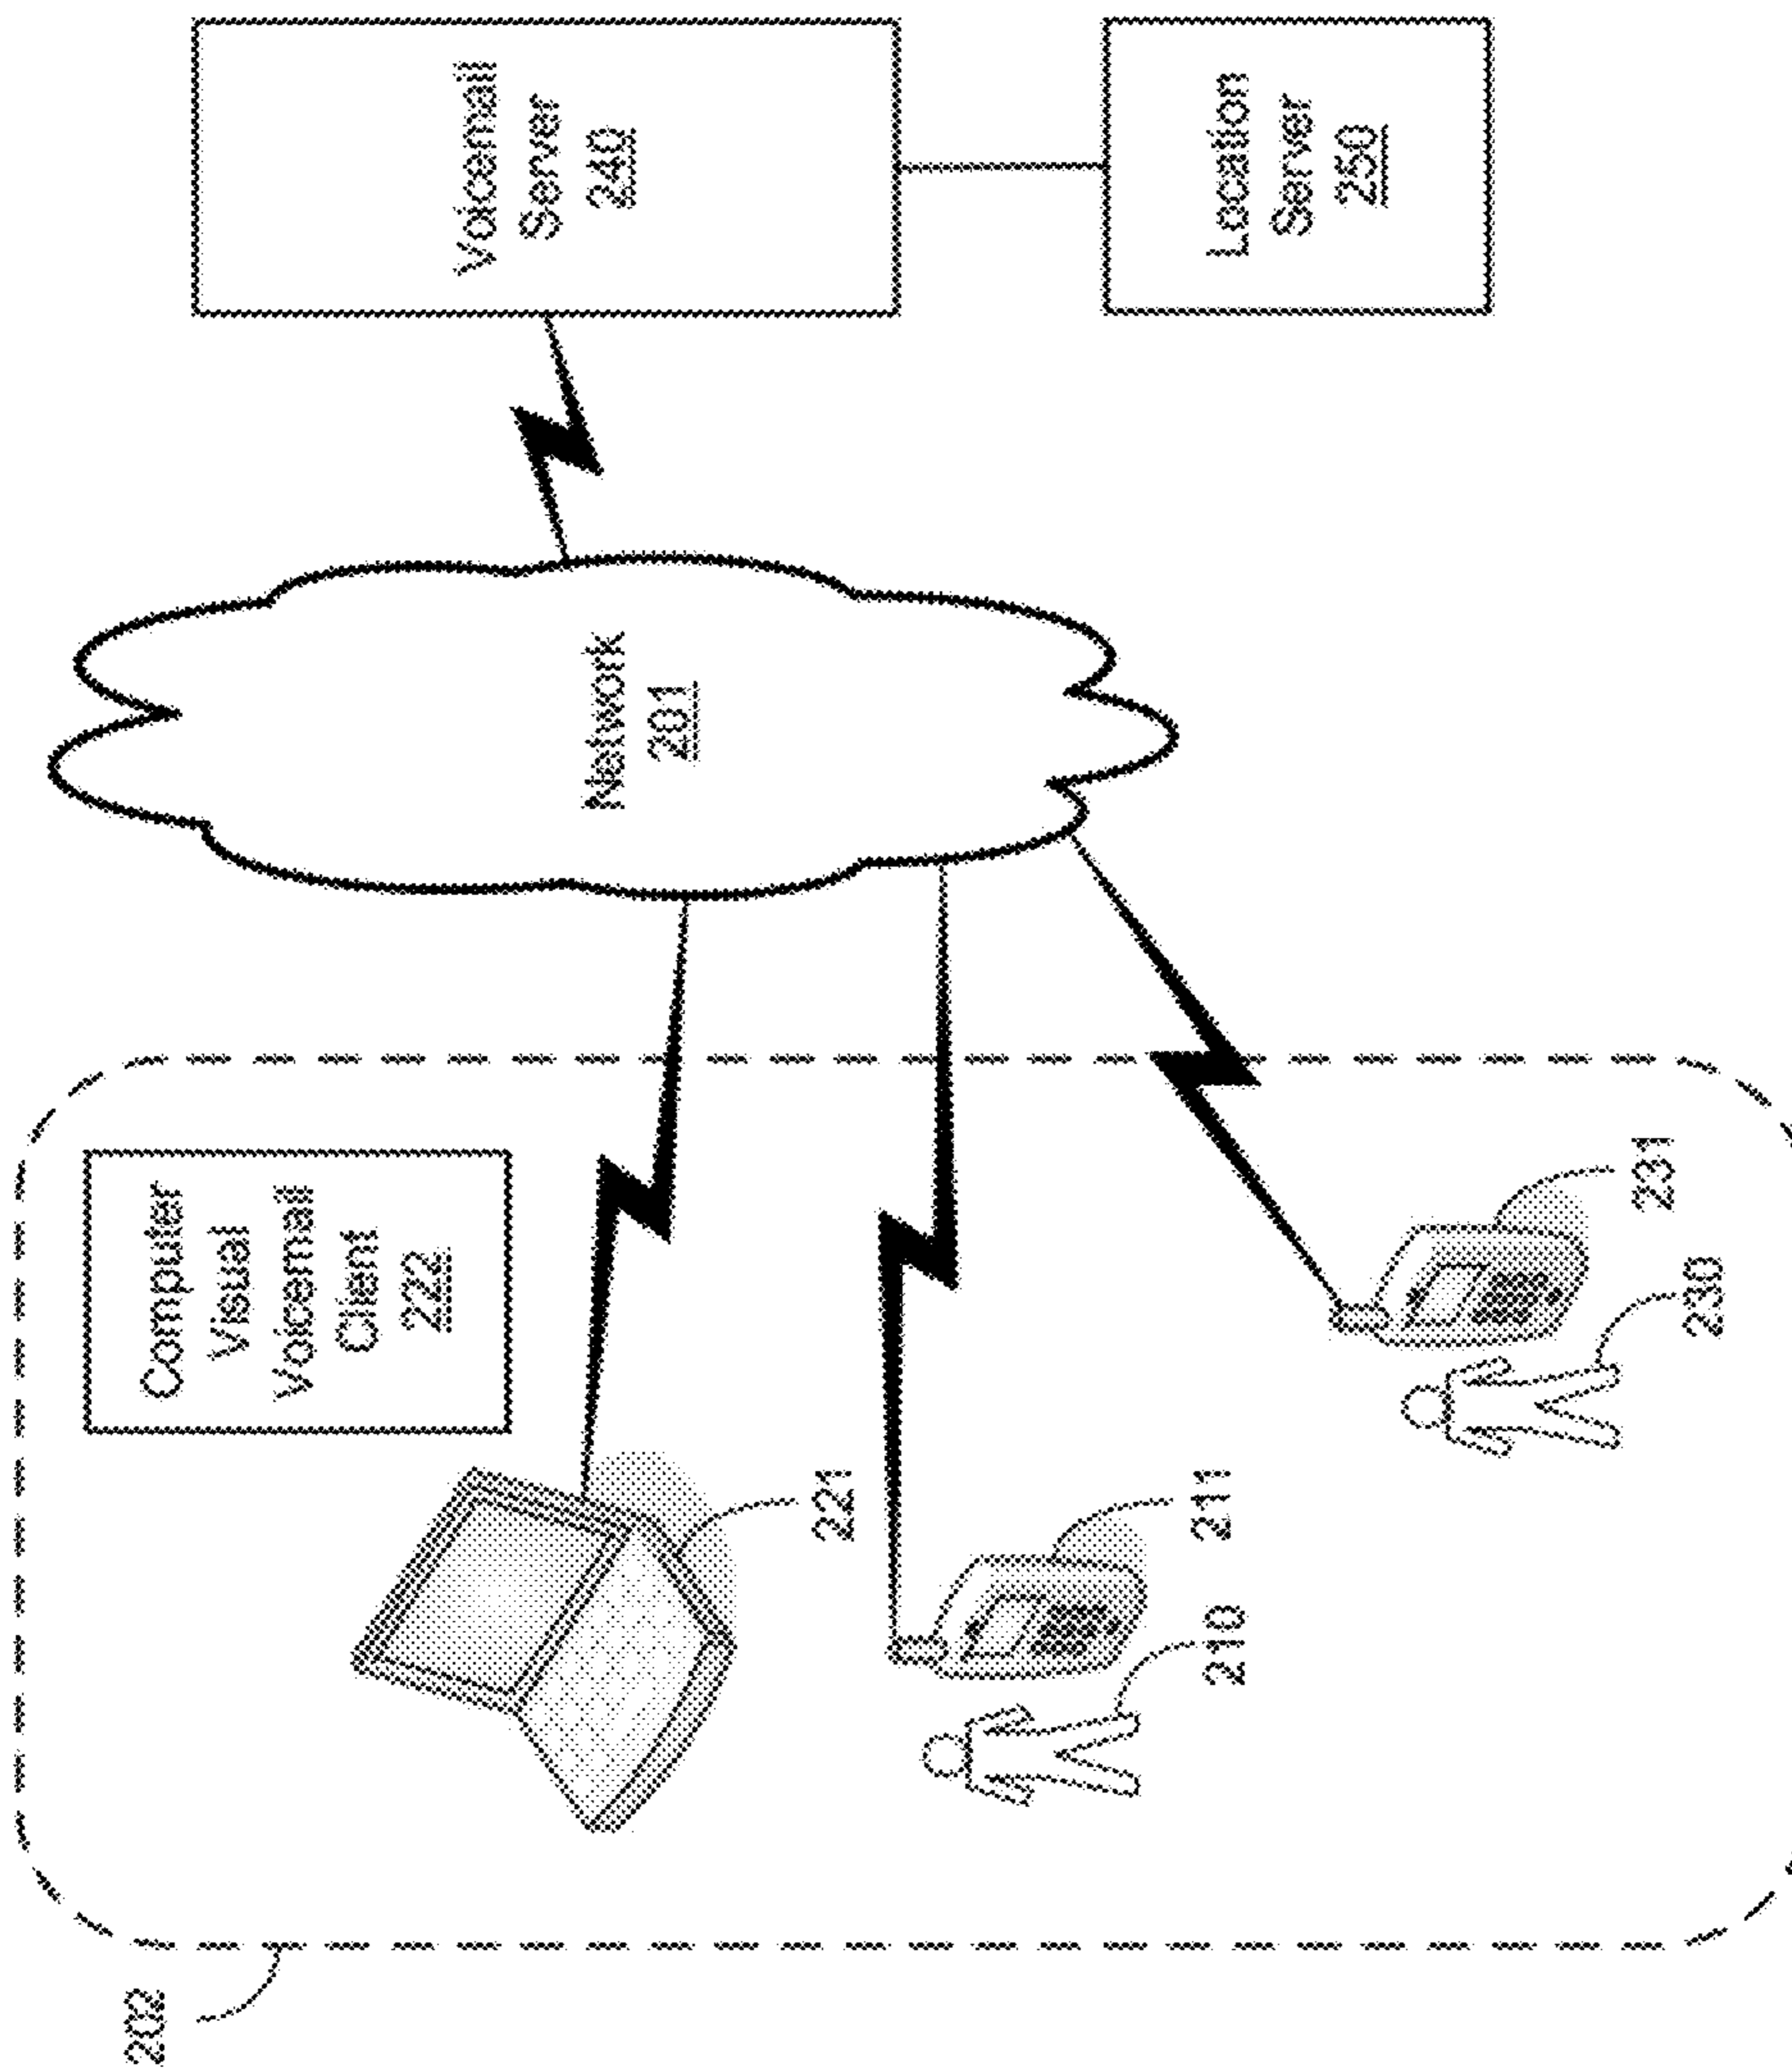 202
Computer
Visual
Voicemail
Client
222
221
210
211
230
231
Network
201
Voicemail
Server
240
Location
Server
250